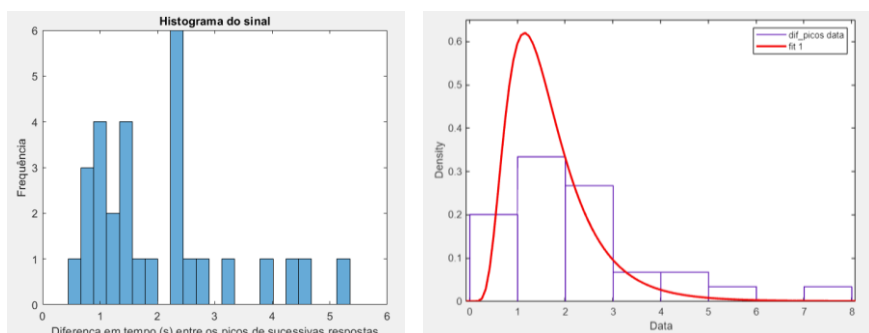 Histograma do sinal
Frequência
6
5
4
3
2
1
0
0 1 2 3 4 5 6
Diferença em tempo (s) entre os picos de sucessivas respostas
dif_picos data
fit 1
Density
0.6
0.5
0.4
0.3
0.2
0.1
0
0 1 2 3 4 5 6 7 8
Data